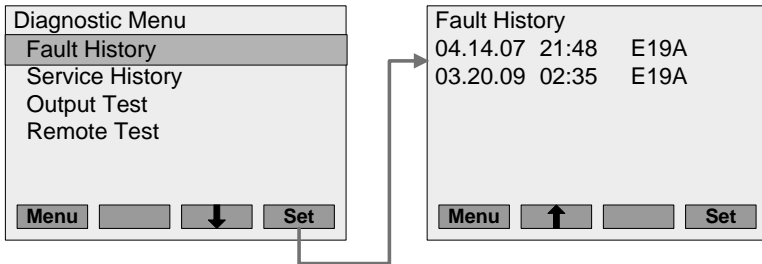 Diagnostic Menu
Fault History
Service History
Output Test
Remote Test
Menu
Set
Fault History
04.14.07 21:48 E19A
03.20.09 02:35 E19A
Menu
Set